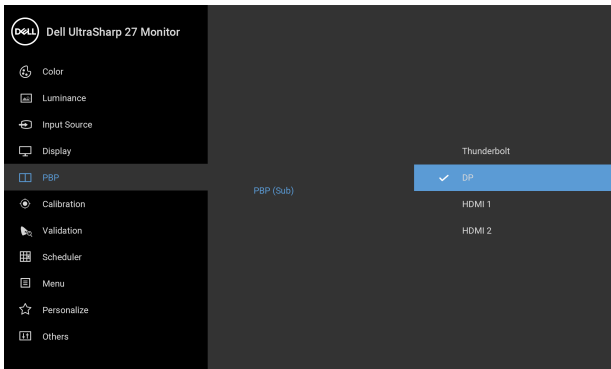 DELL
Dell UltraSharp 27 Monitor
Color
Luminance
Input Source
Display
PBP
Calibration
Validation
Scheduler
Menu
Personalize
Others
PBP (Sub)
Thunderbolt
DP
HDMI 1
HDMI 2